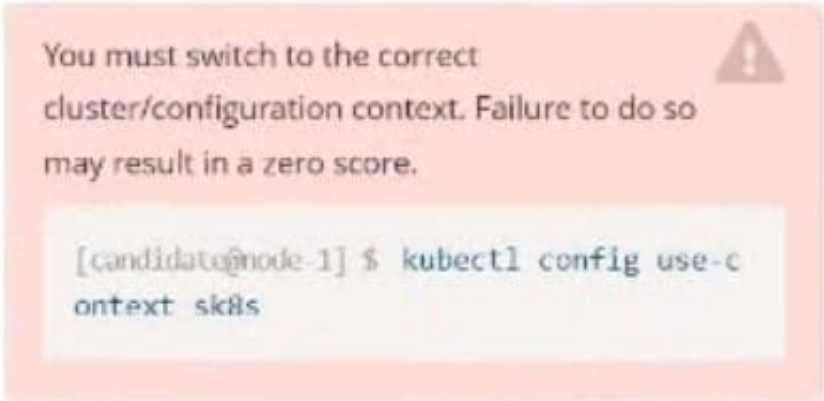 You must switch to the correct
cluster/configuration context. Failure to do so
may result in a zero score.
[candidate@node-1] $ kubectl config use-c
ontext sk8s